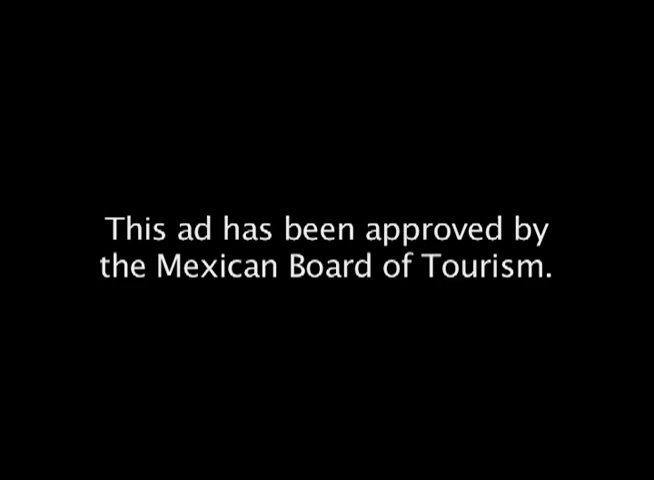 This ad has been approved by
the Mexican Board of Tourism.